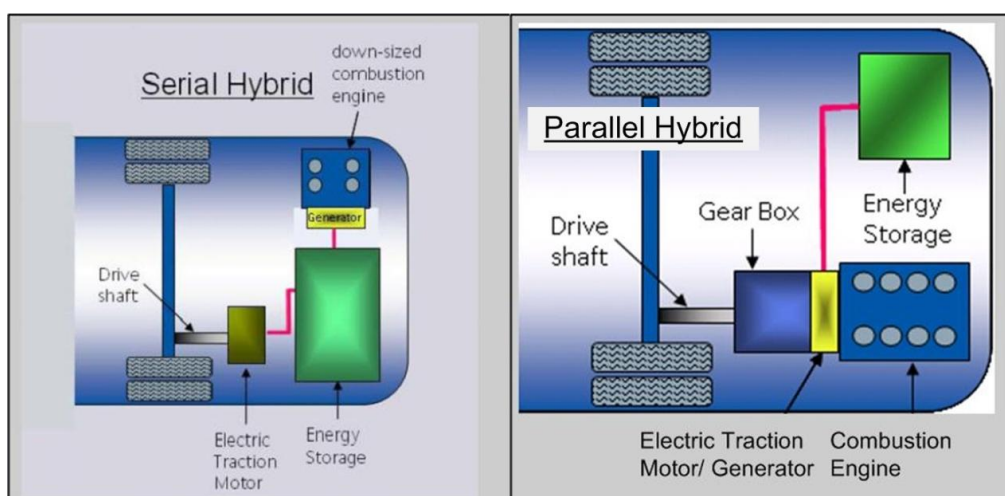 Serial Hybrid
down-sized
combustion
engine
Generator
Drive
shaft
Electric
Traction
Motor
Energy
Storage
Parallel Hybrid
Gear Box
Drive
shaft
Energy
Storage
Electric Traction
Motor/ Generator
Combustion
Engine